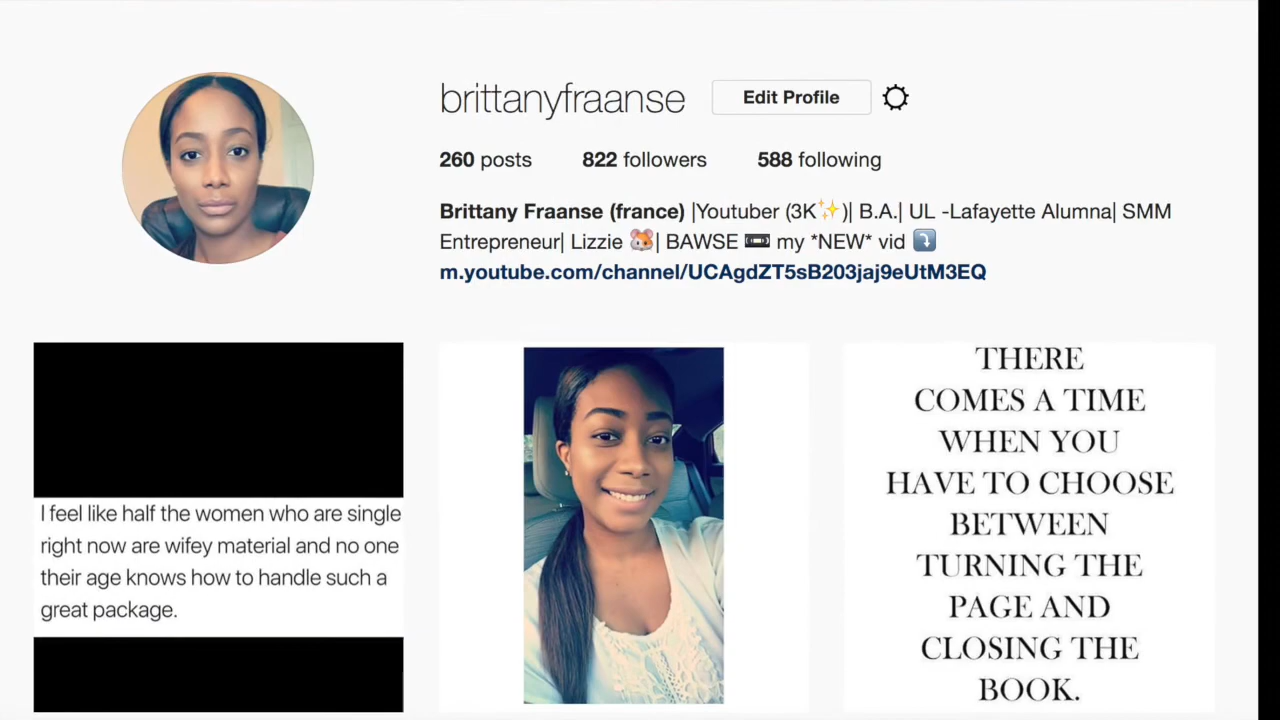 brittanyfraanse
Edit Profile
260 posts 822 followers 588 following
Brittany Fraanse (france) |Youtuber (3K✨)| B.A.| UL -Lafayette Alumna| SMM
Entrepreneur| Lizzie 🐹| BAWSE 📼 my *NEW* vid ⤵️
m.youtube.com/channel/UCAgdZT5sB203jaj9eUtM3EQ
I feel like half the women who are single
right now are wifey material and no one
their age knows how to handle such a
great package.
THERE
COMES A TIME
WHEN YOU
HAVE TO CHOOSE
BETWEEN
TURNING THE
PAGE AND
CLOSING THE
BOOK.